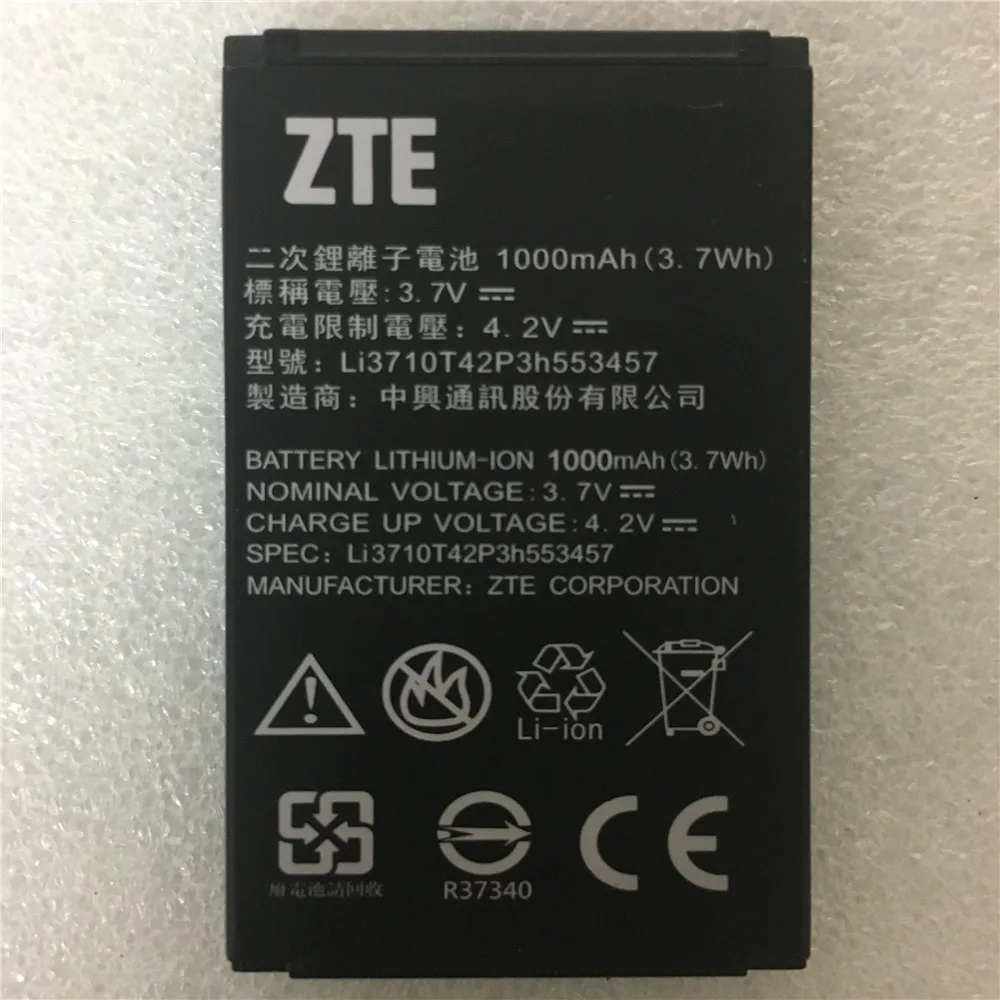 ZTE
二次鋰離子電池 1000mAh(3.7Wh)
標稱電壓:3.7V
充電限制電壓: 4.2V
型號: Li3710T42P3h553457
製造商: 中興通訊股份有限公司
BATTERY LITHIUM-ION 1000mAh(3.7Wh)
NOMINAL VOLTAGE:3.7V
CHARGE UP VOLTAGE:4.2V
SPEC: Li3710T42P3h553457
MANUFACTURER: ZTE CORPORATION
Li-ion
廢電池請回收
R37340
CE